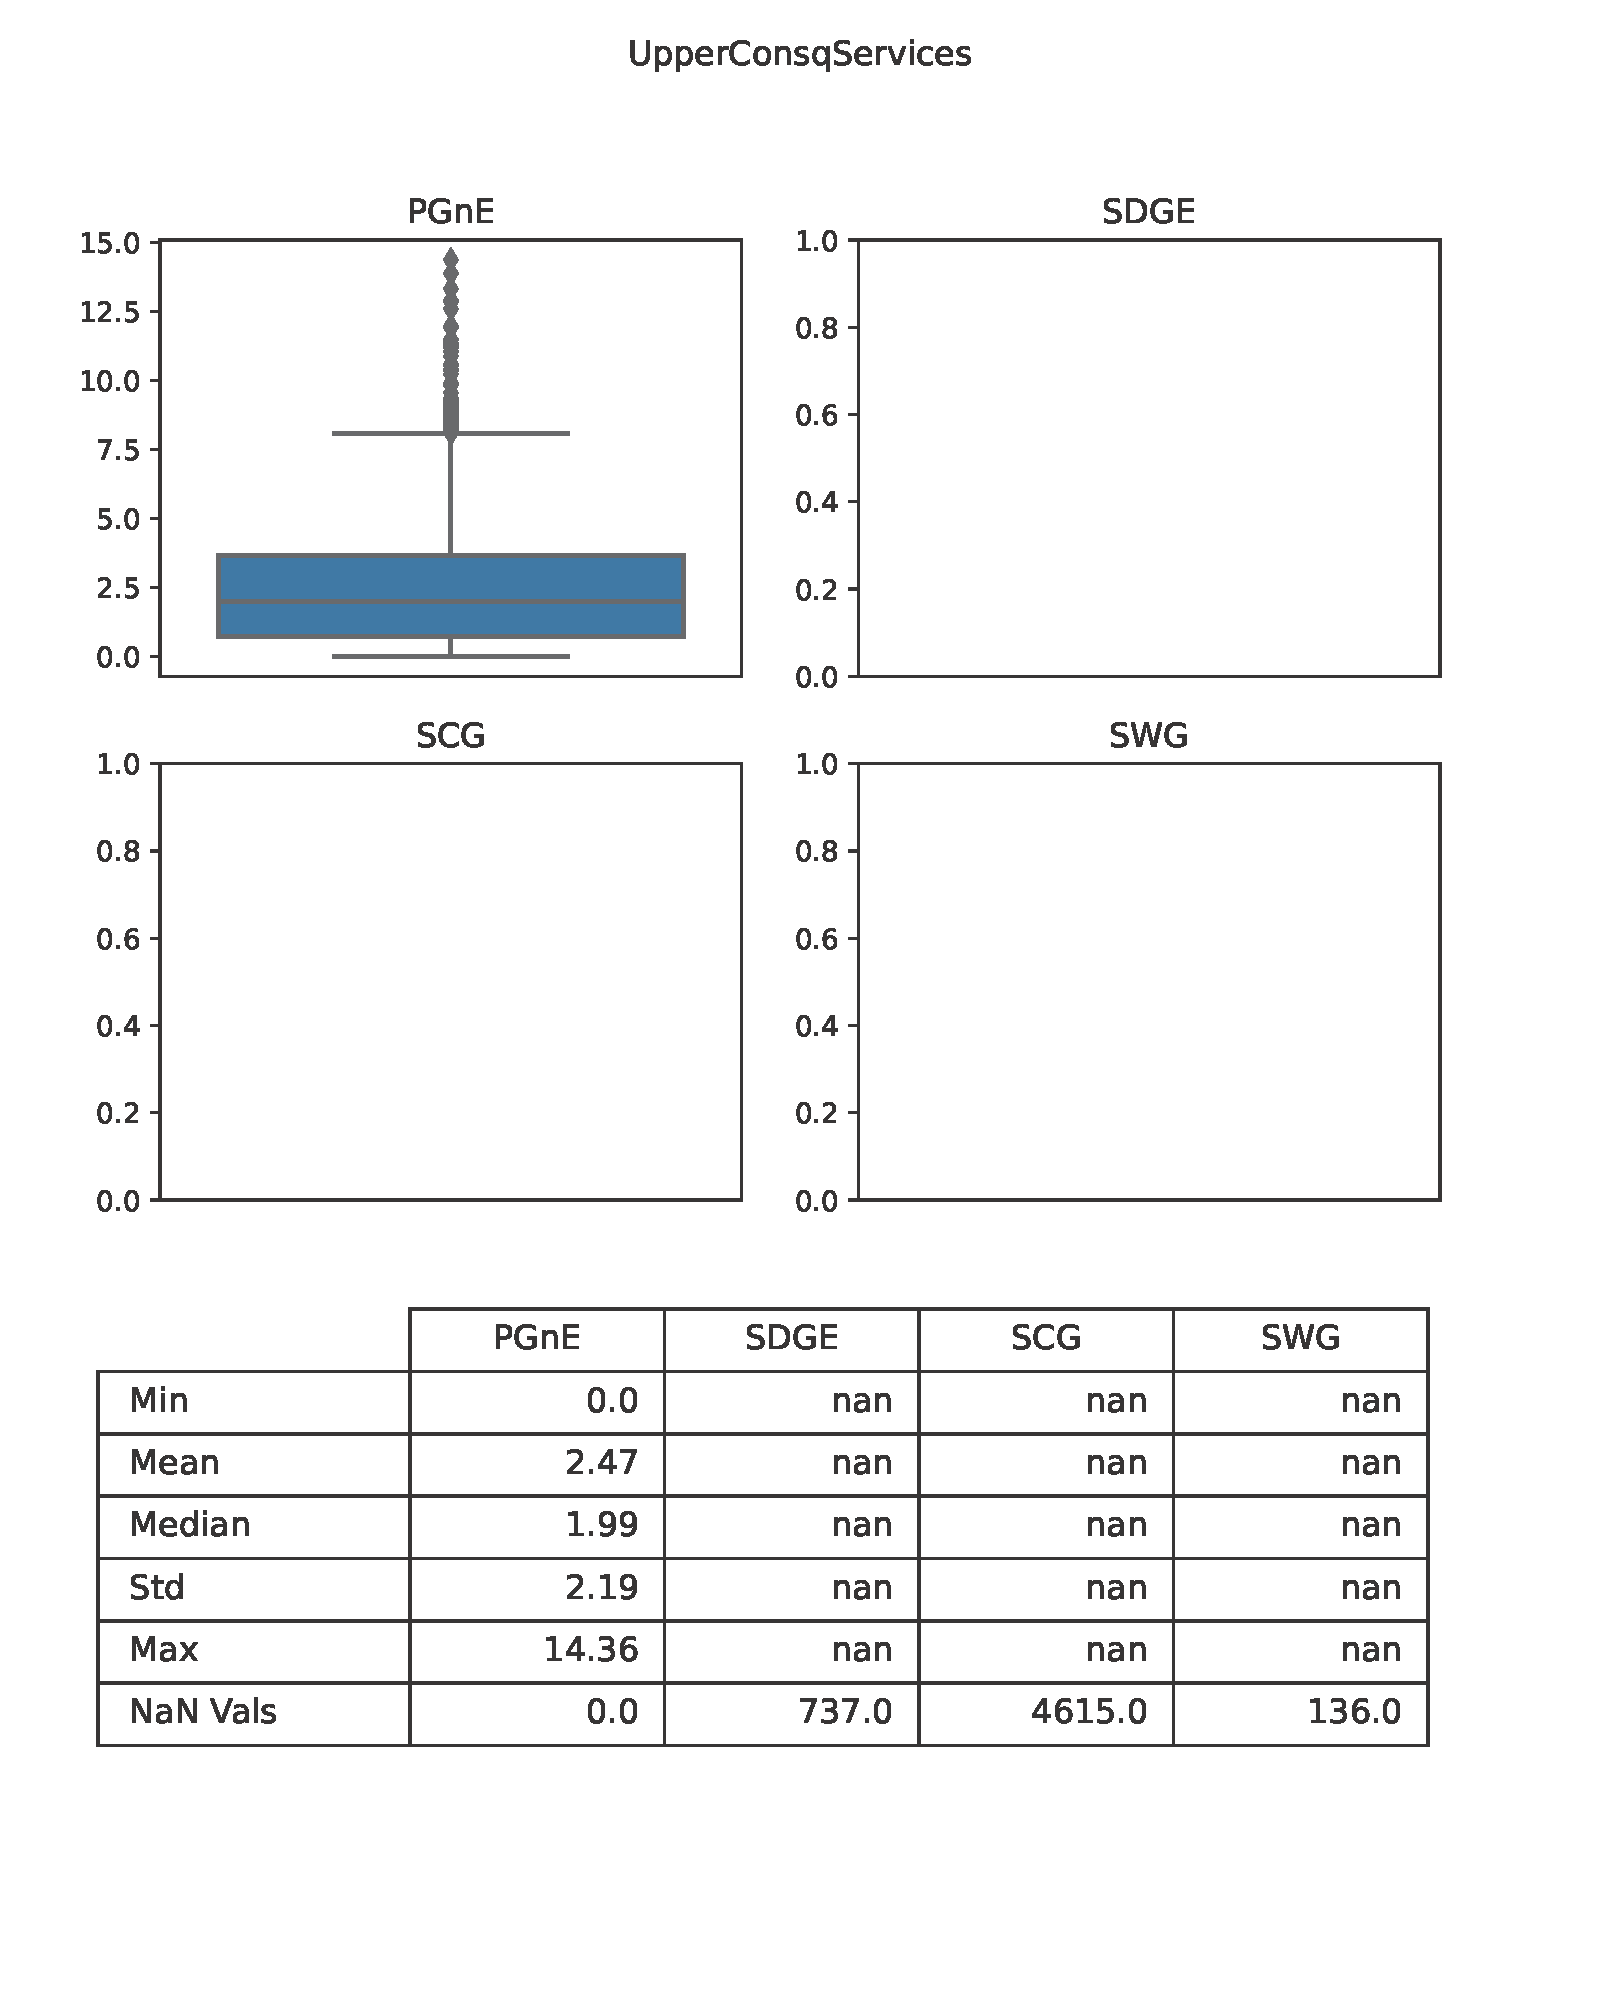 UpperConsqServices
PGnE
15.0
12.5
10.0
7.5
5.0
2.5
0.0
SDGE
1.0
0.8
0.6
0.4
0.2
0.0
SCG
1.0
0.8
0.6
0.4
0.2
0.0
SWG
1.0
0.8
0.6
0.4
0.2
0.0
PGnE SDGE SCG SWG
Min 0.0 nan nan nan
Mean 2.47 nan nan nan
Median 1.99 nan nan nan
Std 2.19 nan nan nan
Max 14.36 nan nan nan
NaN Vals 0.0 737.0 4615.0 136.0